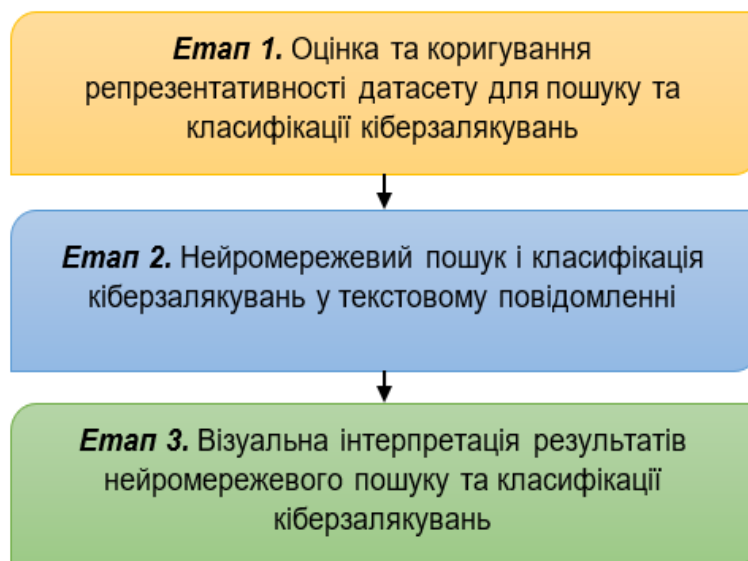 Етап 1. Оцінка та коригування
репрезентативності датасету для пошуку та
класифікації кіберзалякувань
Етап 2. Нейромережевий пошук і класифікація
кіберзалякувань у текстовому повідомленні
Етап 3. Візуальна інтерпретація результатів
нейромережевого пошуку та класифікації
кіберзалякувань